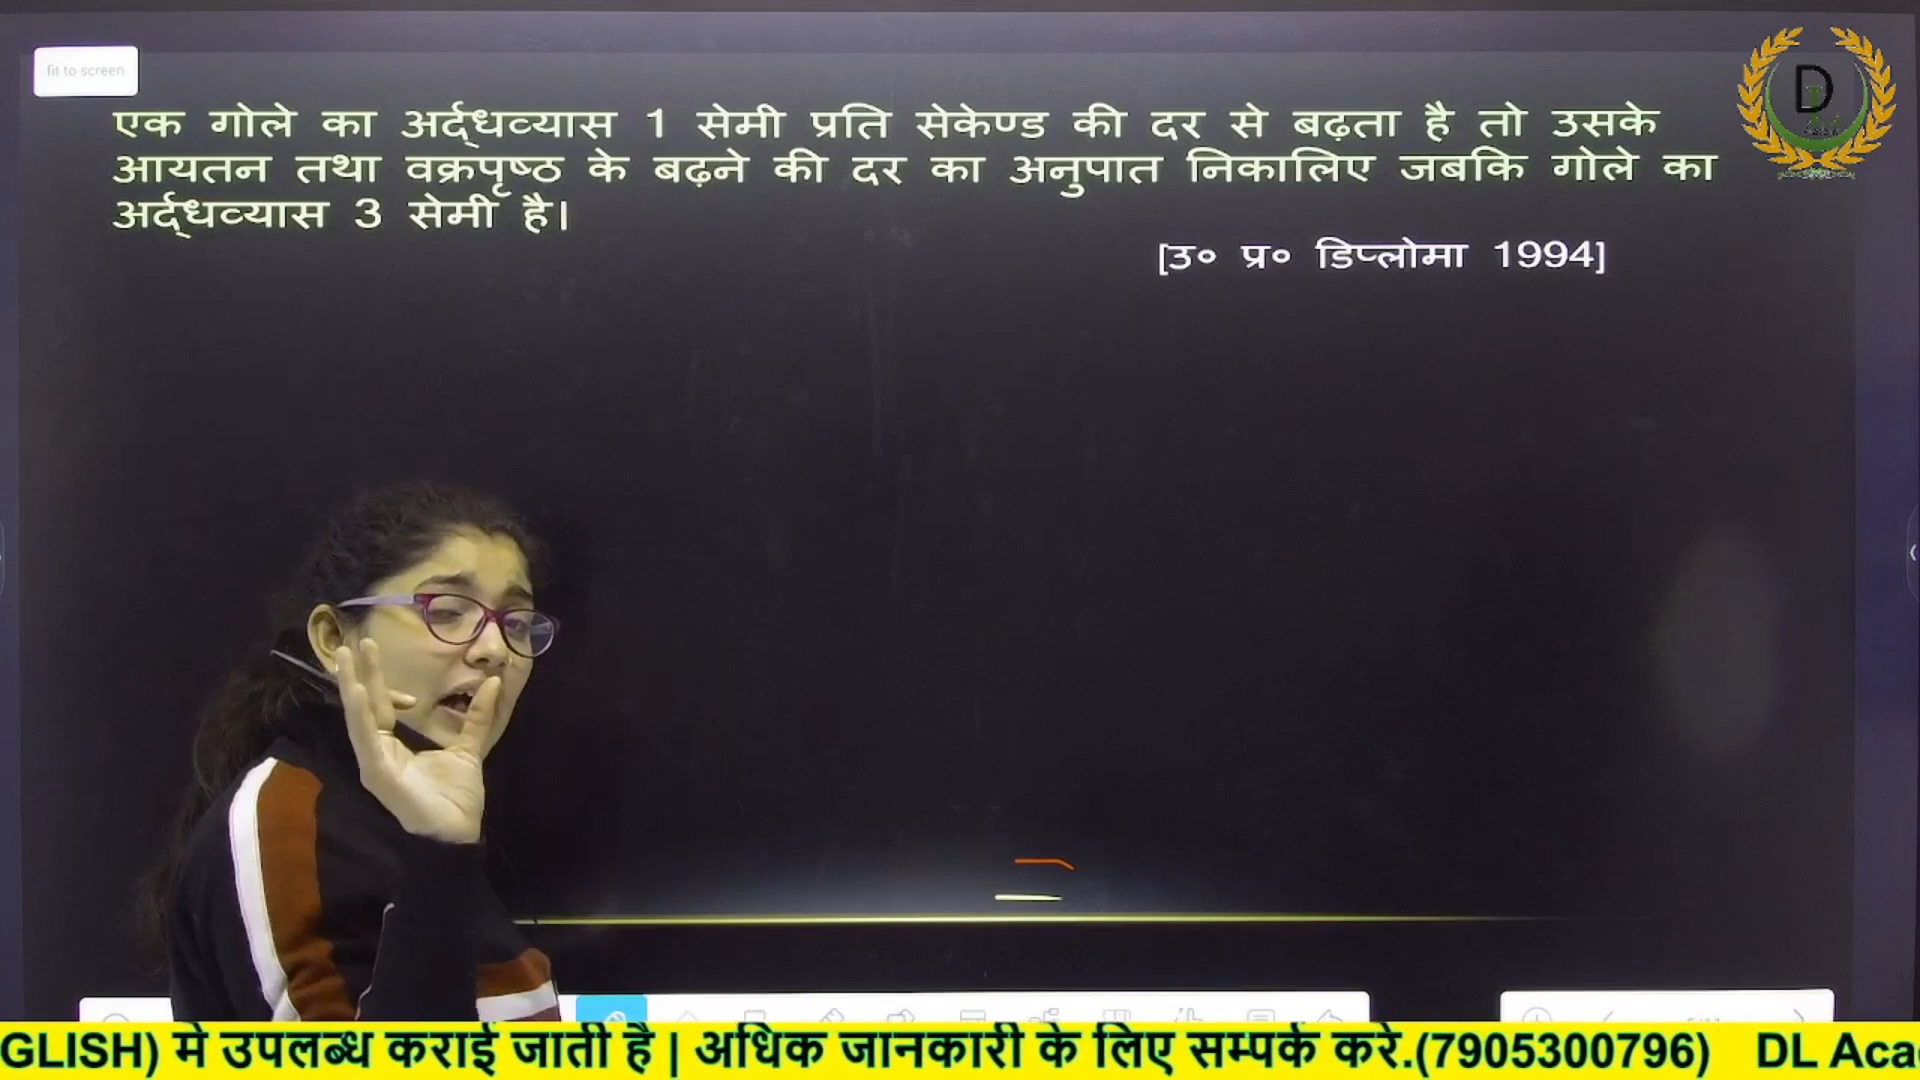 fit to screen
एक गोले का अर्द्धव्यास 1 सेमी प्रति सेकेण्ड की दर से बढ़ता है तो उसके
आयतन तथा वक्रपृष्ठ के बढ़ने की दर का अनुपात निकालिए जबकि गोले का
अर्द्धव्यास 3 सेमी है।
[उ० प्र० डिप्लोमा 1994]
D
GLISH) मे उपलब्ध कराई जाती है | अधिक जानकारी के लिए सम्पर्क करे.(7905300796) DL Aca